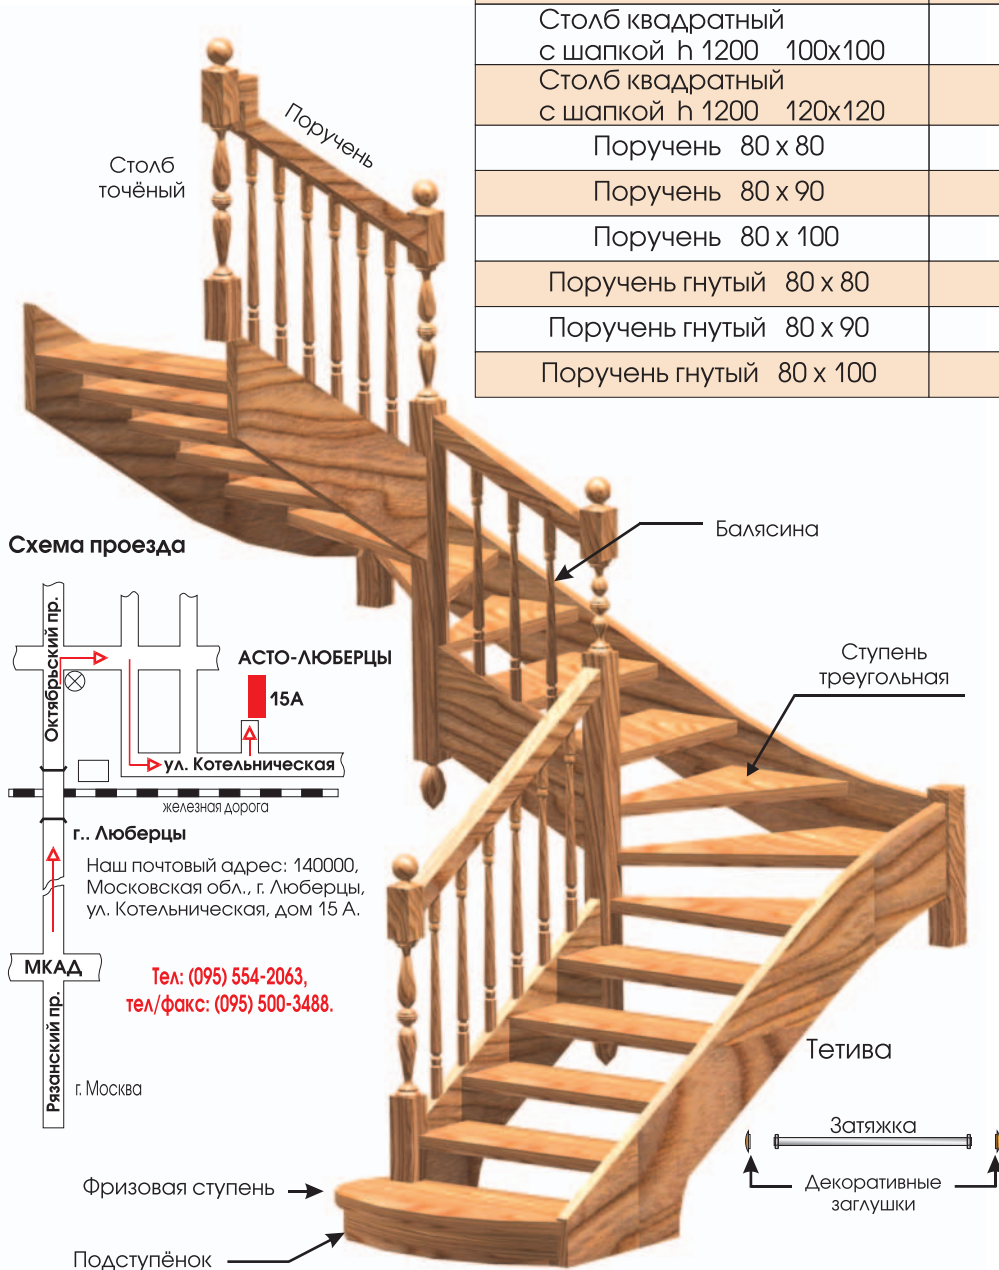 Столб квадратный
с шапкой h 1200 100x100
Столб квадратный
с шапкой h 1200 120x120
Поручень 80 x 80
Поручень 80 x 90
Поручень 80 x 100
Поручень гнутый 80 x 80
Поручень гнутый 80 x 90
Поручень гнутый 80 x 100
Поручень
Столб
точёный
Балясина
Ступень
треугольная
Схема проезда
Октябрьский пр.
АСТО-ЛЮБЕРЦЫ
15А
ул. Котельническая
железная дорога
г.. Люберцы
Наш почтовый адрес: 140000,
Московская обл., г. Люберцы,
ул. Котельническая, дом 15 А.
МКАД
Тел: (095) 554-2063,
тел/факс: (095) 500-3488.
Рязанский пр.
г. Москва
Тетива
Затяжка
Декоративные
заглушки
Фризовая ступень
Подступёнок